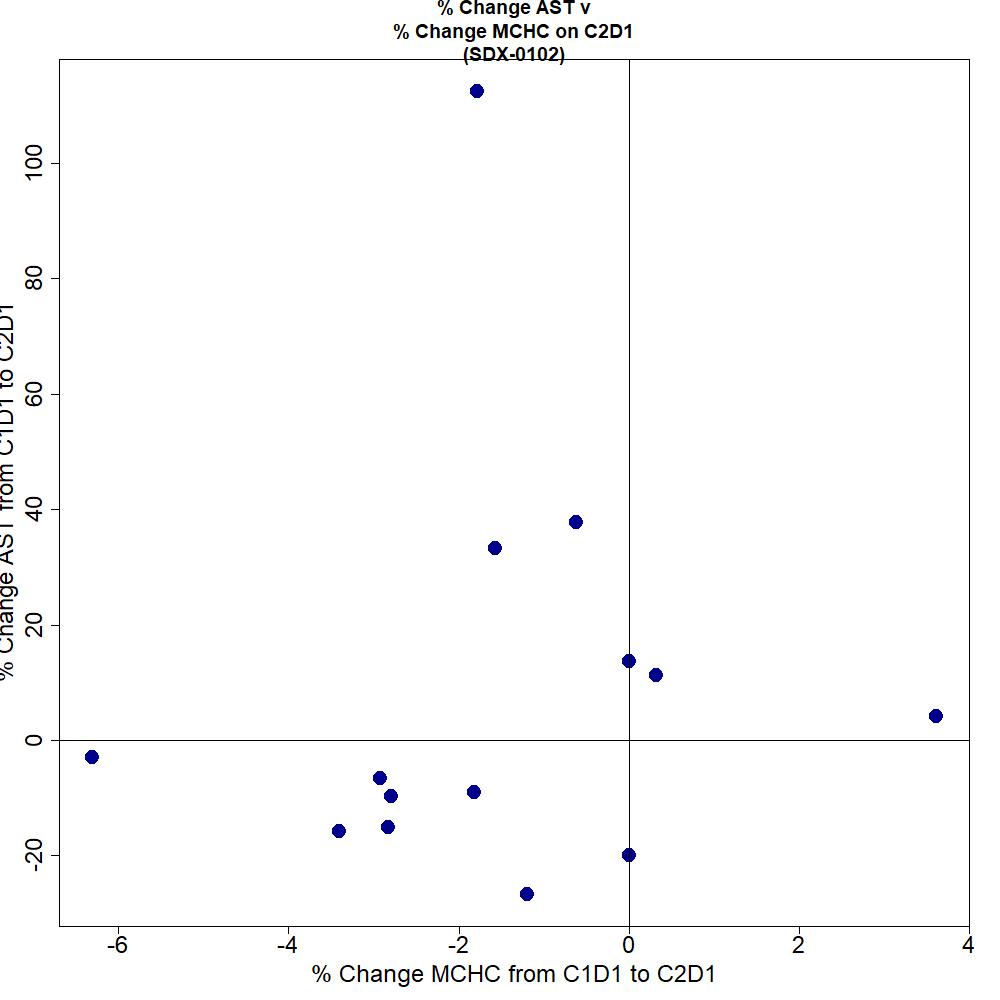 % Change AST v
% Change MCHC on C2D1
(SDX-0102)
100
80
60
40
20
0
-20
% Change AST from C1D1 to C2D1
-6
-4
-2
0
2
4
% Change MCHC from C1D1 to C2D1